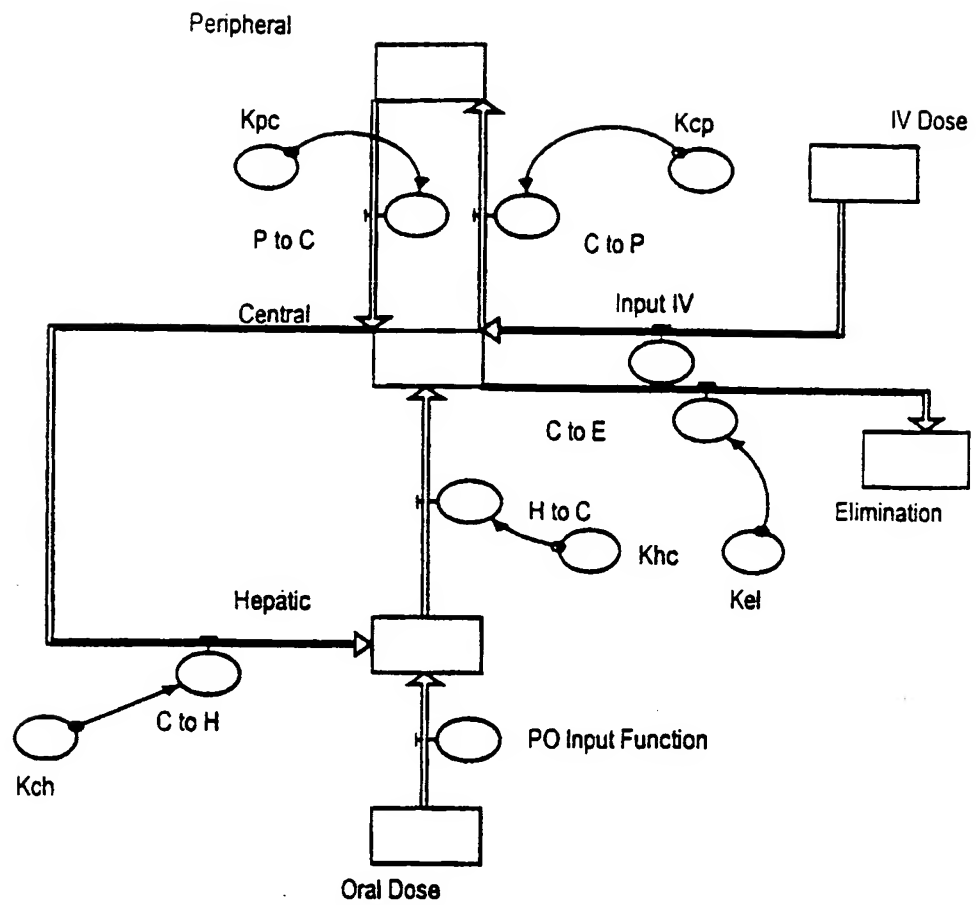 Peripheral
Kpc
Kcp
IV Dose
P to C
C to P
Central
Input IV
C to E
Elimination
H to C
Khc
Kel
Hepatic
C to H
Kch
PO Input Function
Oral Dose